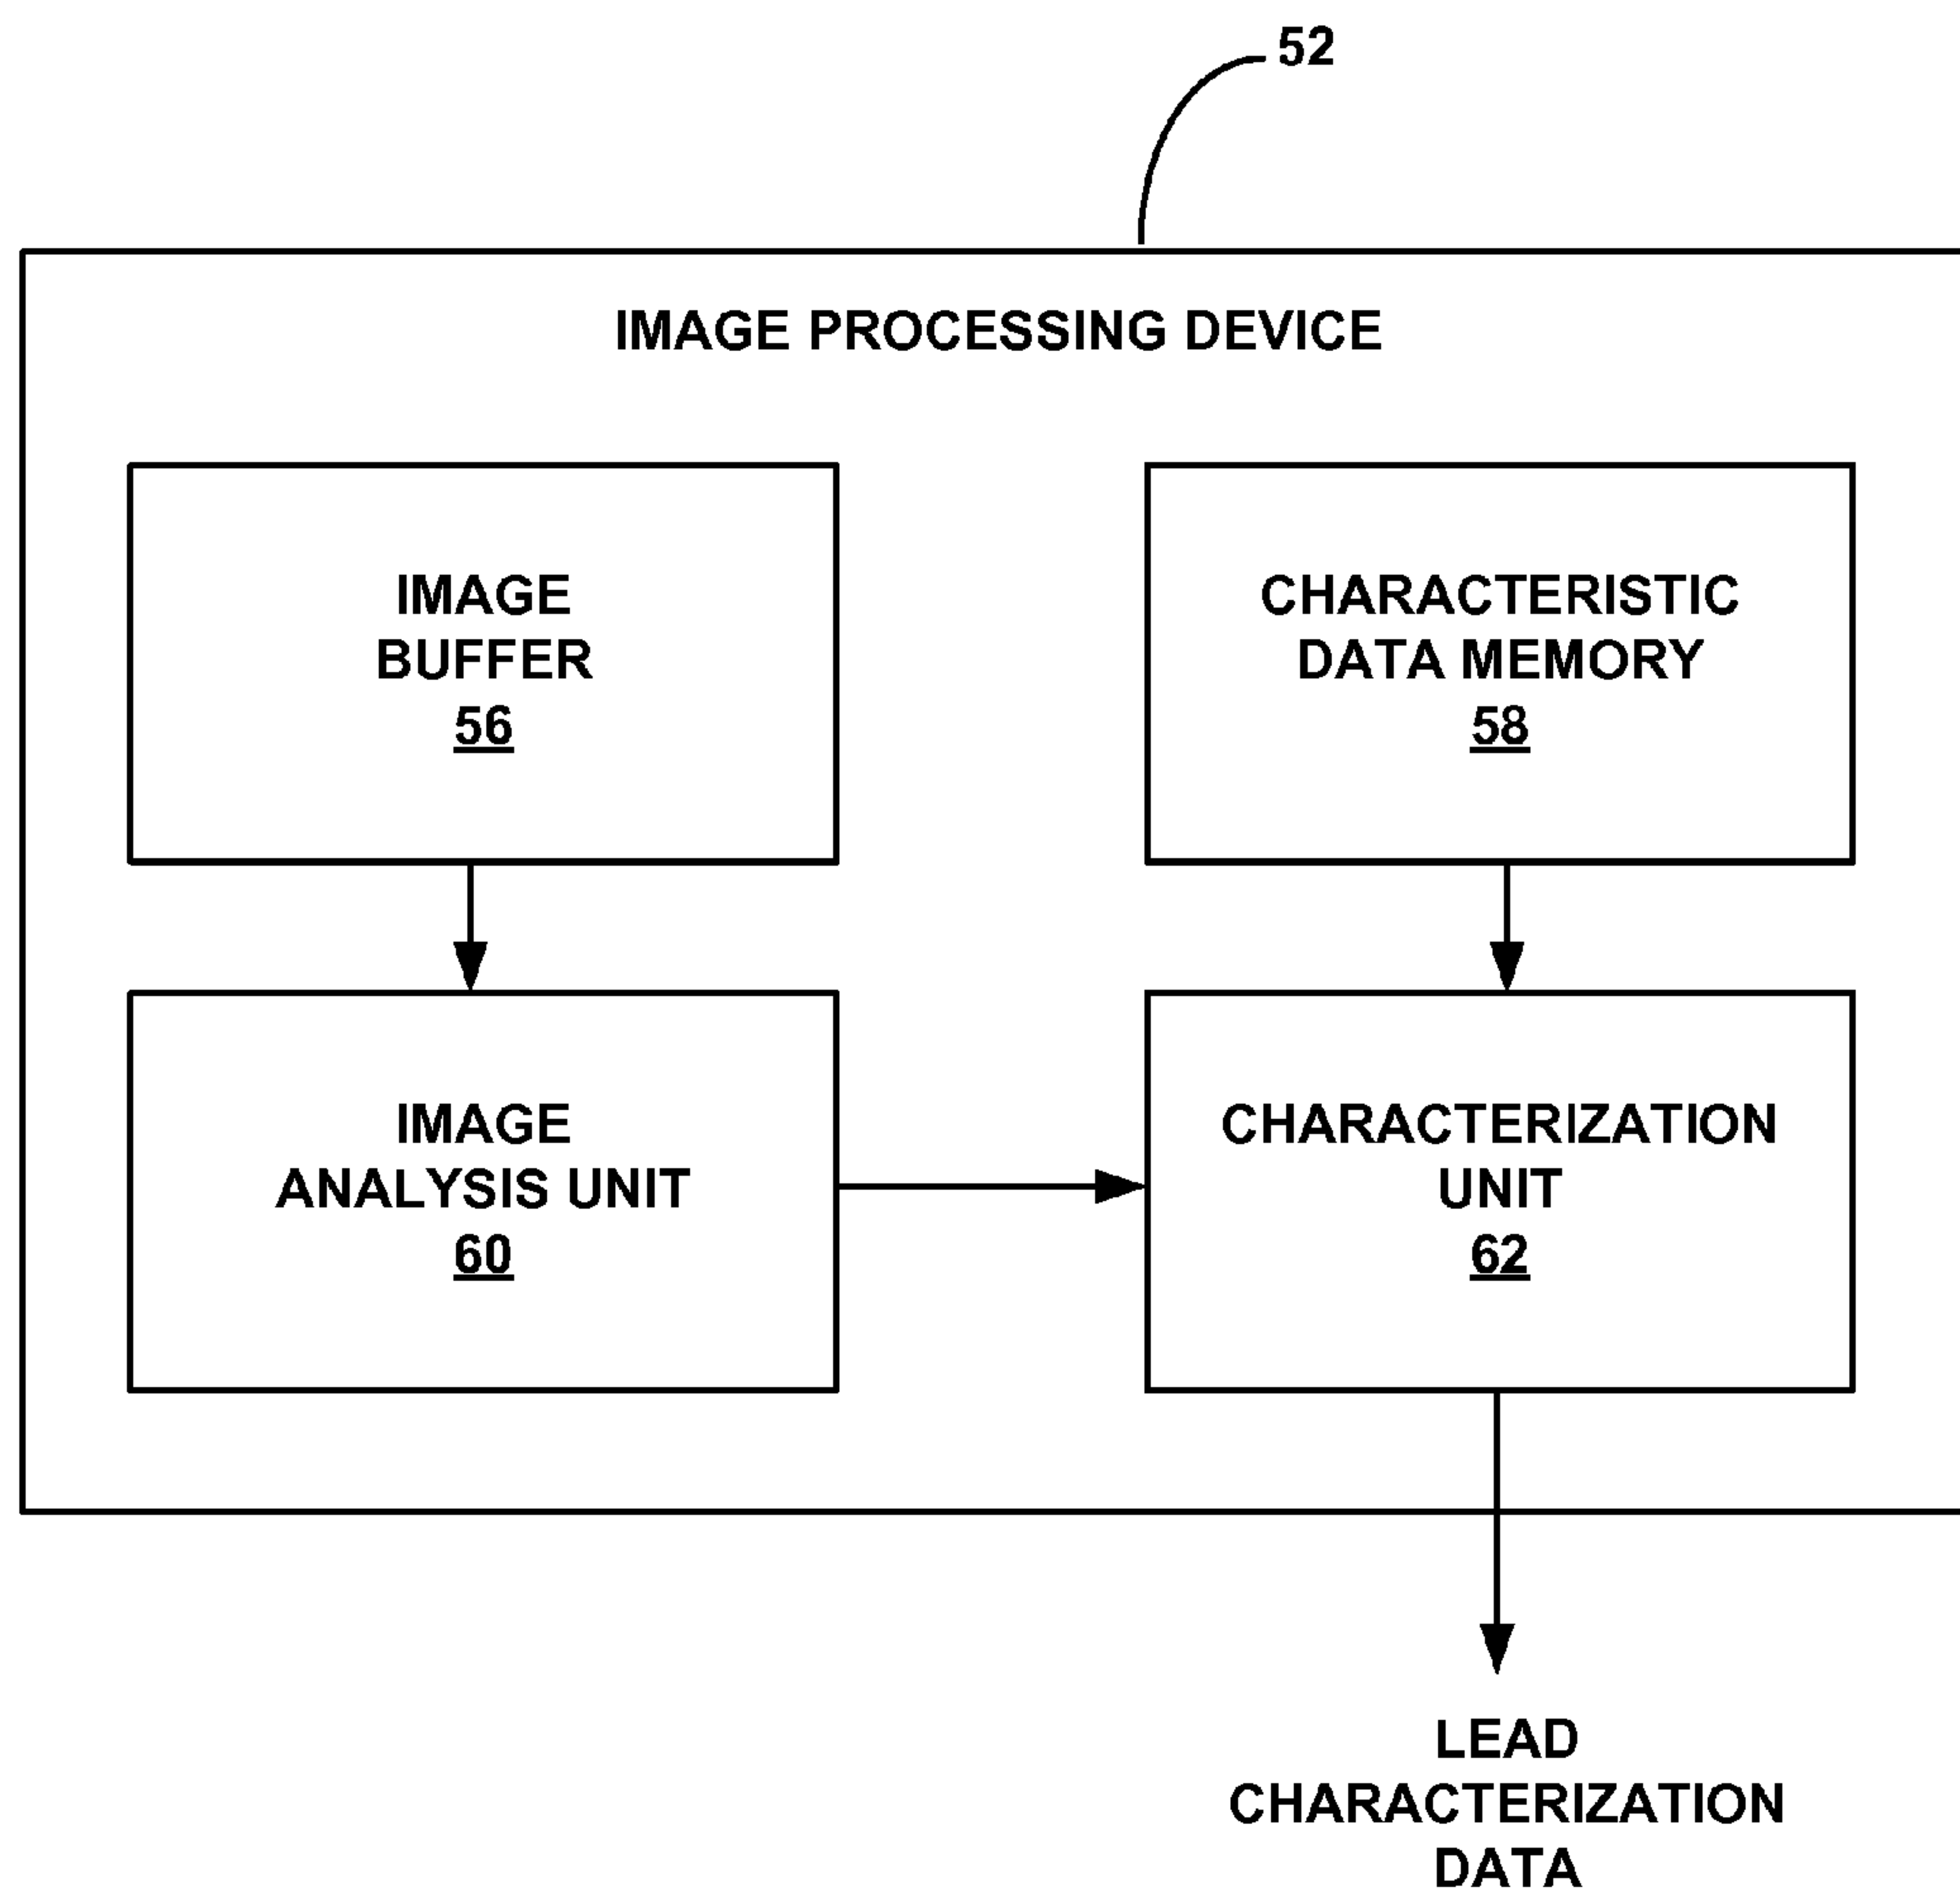 52
IMAGE PROCESSING DEVICE
IMAGE
BUFFER
56
CHARACTERISTIC
DATA MEMORY
58
IMAGE
ANALYSIS UNIT
60
CHARACTERIZATION
UNIT
62
LEAD
CHARACTERIZATION
DATA